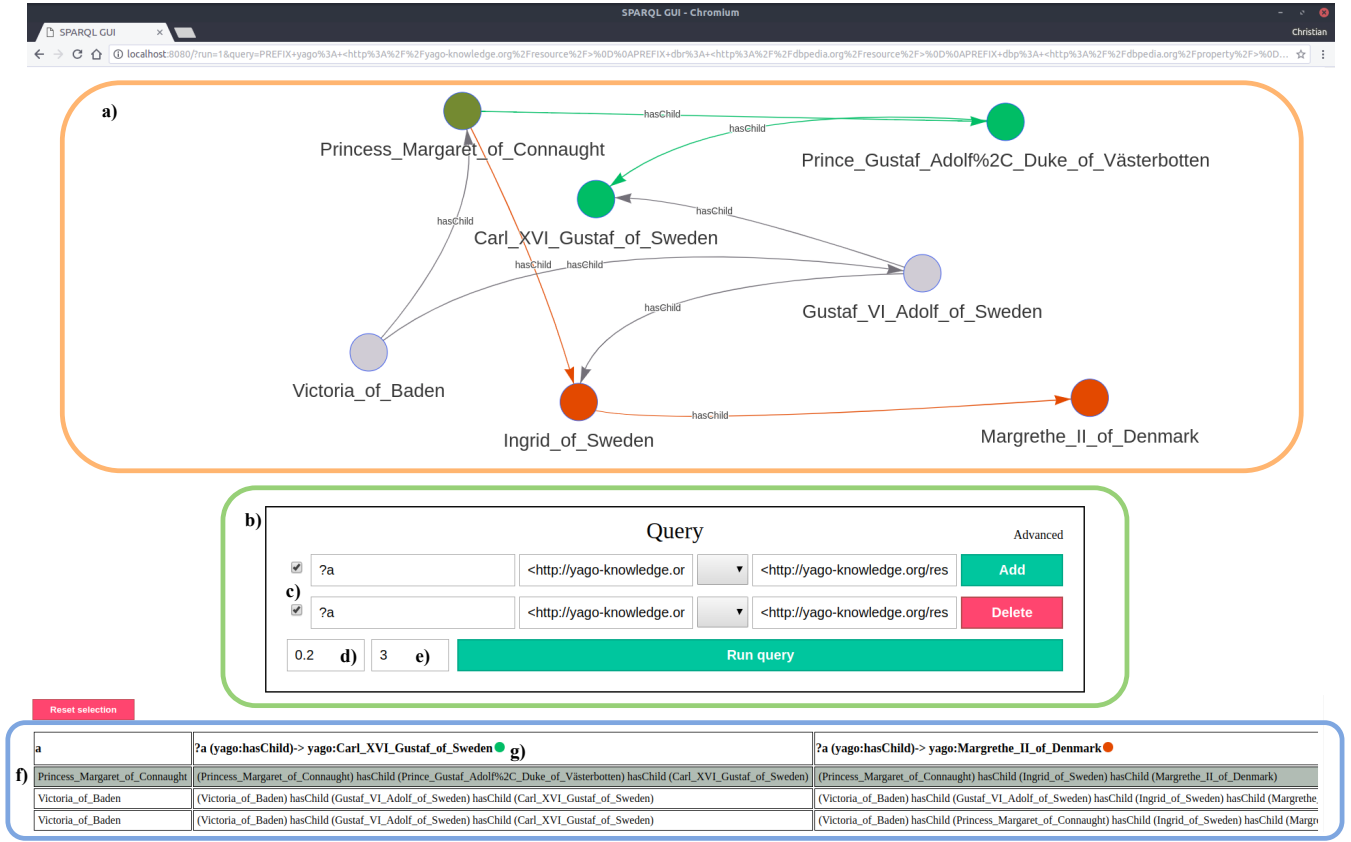 SPARQL GUI - Chromium
SPARQL GUI ×
Christian
localhost:8080/?run=1&query=PREFIX+yago%3A+<http%3A%2F%2Fyago-knowledge.org%2Fresource%2F>%0D%0APREFIX+dbr%3A+<http%3A%2F%2Fdbpedia.org%2Fresource%2F>%0D%0APREFIX+dbp%3A+<http%3A%2F%2Fdbpedia.org%2Fproperty%2F>%0D...
a)
hasChild
hasChild
Princess_Margaret_of_Connaught
Prince_Gustaf_Adolf%2C_Duke_of_Västerbotten
hasChild
hasChild
Carl_XVI_Gustaf_of_Sweden
hasChild
hasChild
hasChild
Gustaf_VI_Adolf_of_Sweden
Victoria_of_Baden
hasChild
Ingrid_of_Sweden
Margrethe_II_of_Denmark
b)
Query
Advanced
?a <http://yago-knowledge.or <http://yago-knowledge.org/res Add
c)
?a <http://yago-knowledge.or <http://yago-knowledge.org/res Delete
0.2 d) 3 e) Run query
Reset selection
a ?a (yago:hasChild)-> yago:Carl_XVI_Gustaf_of_Sweden g) ?a (yago:hasChild)-> yago:Margrethe_II_of_Denmark
f) Princess_Margaret_of_Connaught (Princess_Margaret_of_Connaught) hasChild (Prince_Gustaf_Adolf%2C_Duke_of_Västerbotten) hasChild (Carl_XVI_Gustaf_of_Sweden) (Princess_Margaret_of_Connaught) hasChild (Ingrid_of_Sweden) hasChild (Margrethe_II_of_Denmark)
Victoria_of_Baden (Victoria_of_Baden) hasChild (Gustaf_VI_Adolf_of_Sweden) hasChild (Carl_XVI_Gustaf_of_Sweden) (Victoria_of_Baden) hasChild (Gustaf_VI_Adolf_of_Sweden) hasChild (Ingrid_of_Sweden) hasChild (Margrethe_
Victoria_of_Baden (Victoria_of_Baden) hasChild (Gustaf_VI_Adolf_of_Sweden) hasChild (Carl_XVI_Gustaf_of_Sweden) (Victoria_of_Baden) hasChild (Princess_Margaret_of_Connaught) hasChild (Ingrid_of_Sweden) hasChild (Margr